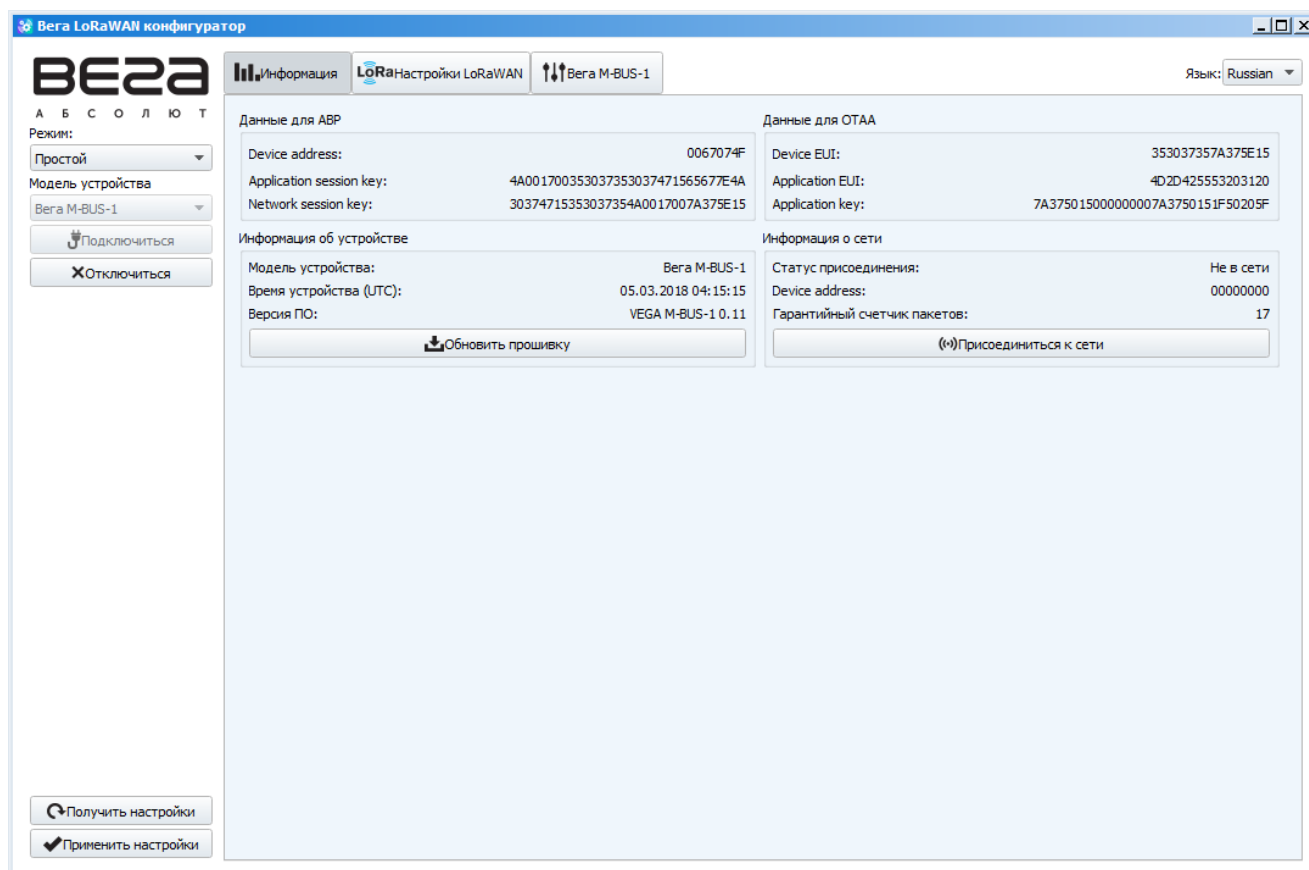 Вега LoRaWAN конфигуратор
ВЕГА
АБСОЛЮТ
Режим:
Простой
Модель устройства
Вега M-BUS-1
Подключиться
Отключиться
Получить настройки
Применить настройки
Информация
LoRa Настройки LoRaWAN
Вега M-BUS-1
Язык: Russian
Данные для ABP
Device address: 0067074F
Application session key: 4A001700353037353037471565677E4A
Network session key: 30374715353037354A0017007A375E15
Данные для OTAA
Device EUI: 353037357A375E15
Application EUI: 4D2D425553203120
Application key: 7A375015000000007A3750151F50205F
Информация об устройстве
Модель устройства: Вега M-BUS-1
Время устройства (UTC): 05.03.2018 04:15:15
Версия ПО: VEGA M-BUS-1 0.11
Обновить прошивку
Информация о сети
Статус присоединения: Не в сети
Device address: 00000000
Гарантийный счетчик пакетов: 17
Присоединиться к сети